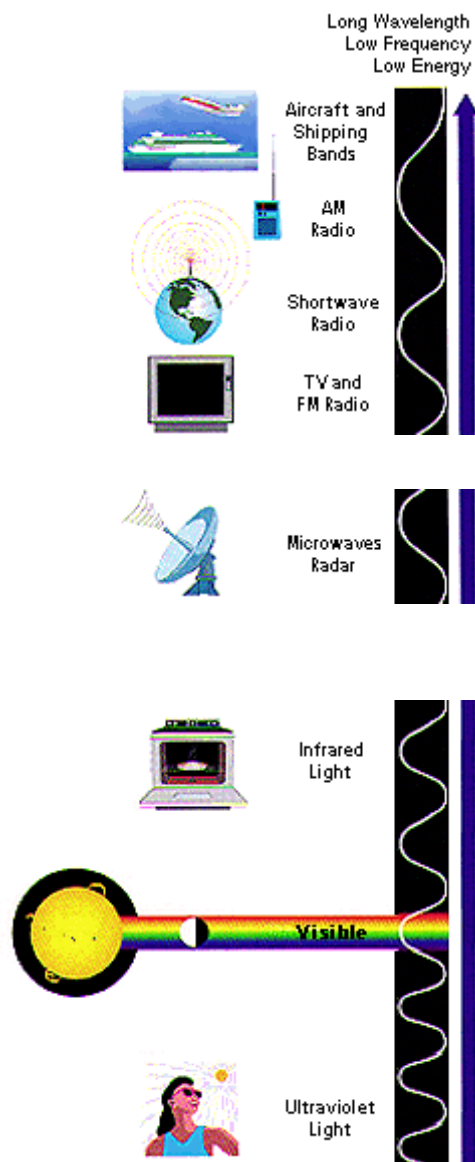 Long Wavelength
Low Frequency
Low Energy
Aircraft and
Shipping
Bands
AM
Radio
Shortwave
Radio
TV and
FM Radio
Microwaves
Radar
Infrared
Light
Visible
Ultraviolet
Light